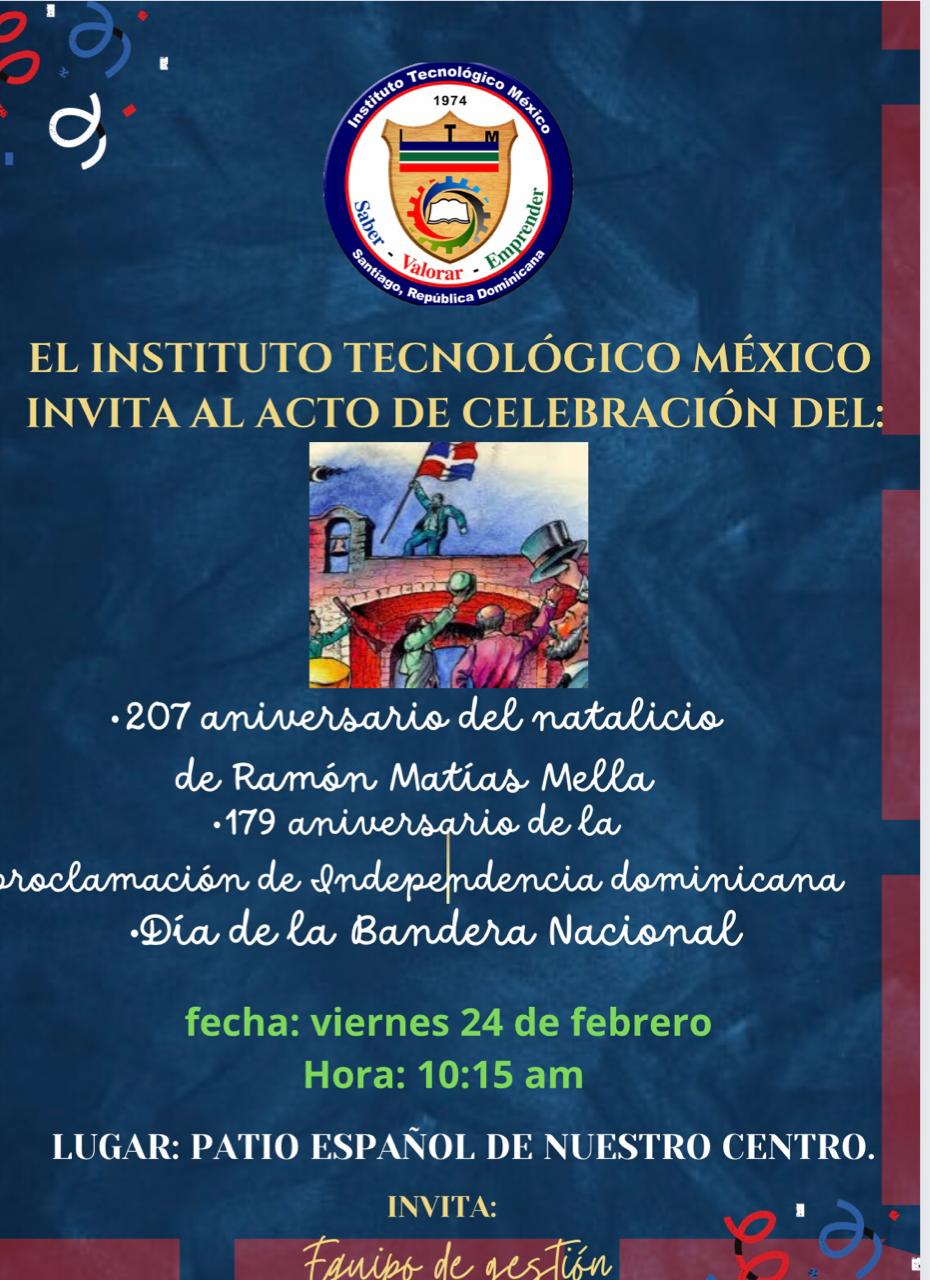 Instituto Tecnológico México
1974
I T M
Saber - Valorar - Emprender
Santiago, República Dominicana
EL INSTITUTO TECNOLÓGICO MÉXICO
INVITA AL ACTO DE CELEBRACIÓN DEL:
•207 aniversario del natalicio
de Ramón Matías Mella
•179 aniversario de la
proclamación de Independencia dominicana
•Día de la Bandera Nacional
fecha: viernes 24 de febrero
Hora: 10:15 am
LUGAR: PATIO ESPAÑOL DE NUESTRO CENTRO.
INVITA:
Equipo de gestión